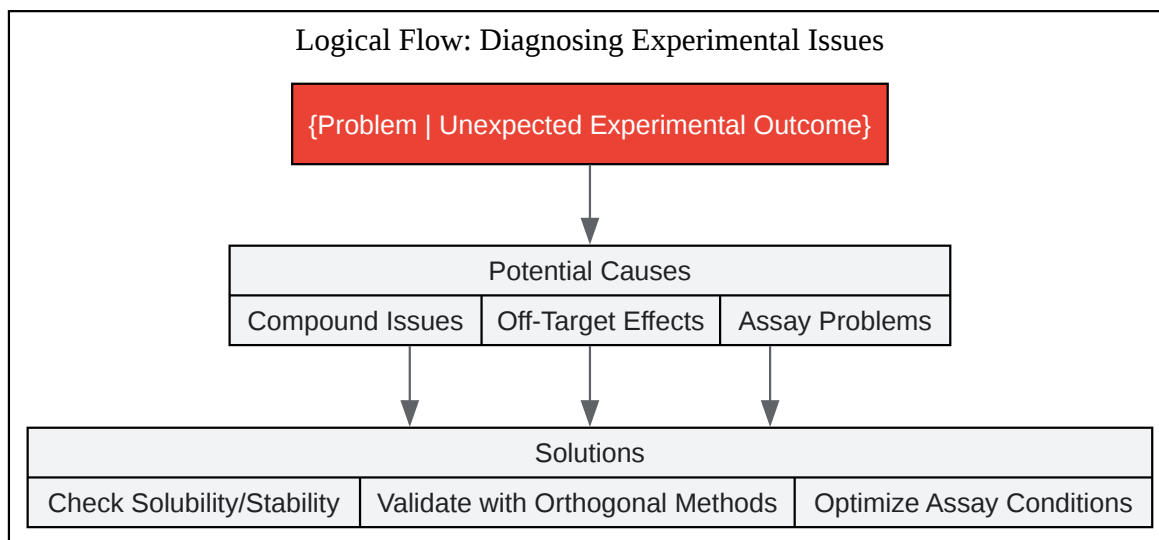 Logical Flow: Diagnosing Experimental Issues
{Problem | Unexpected Experimental Outcome}
Potential Causes
Compound Issues Off-Target Effects Assay Problems
Solutions
Check Solubility/Stability Validate with Orthogonal Methods Optimize Assay Conditions